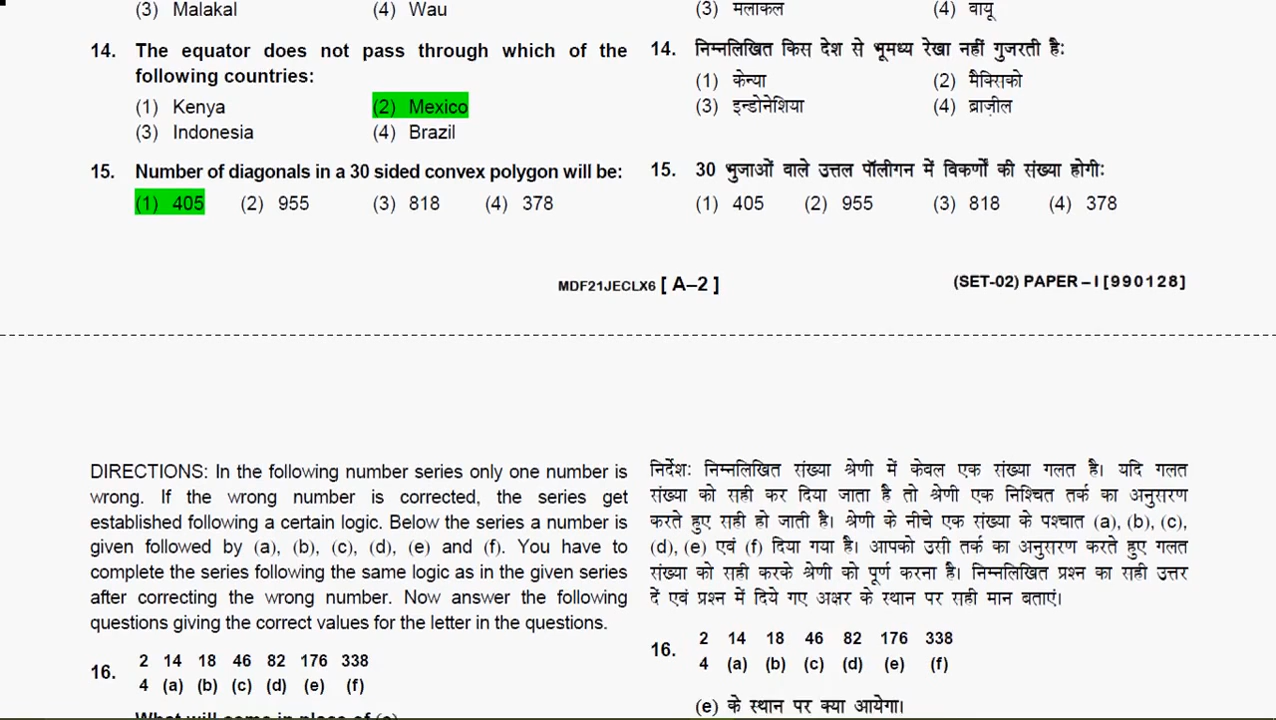 (3) Malakal (4) Wau
14. The equator does not pass through which of the
following countries:
(1) Kenya (2) Mexico
(3) Indonesia (4) Brazil
15. Number of diagonals in a 30 sided convex polygon will be:
(1) 405 (2) 955 (3) 818 (4) 378
(3) मलाकल (4) वायू
14. निम्नलिखित किस देश से भूमध्य रेखा नहीं गुजरती है:
(1) केन्या (2) मैक्सिको
(3) इन्डोनेशिया (4) ब्राज़ील
15. 30 भुजाओं वाले उत्तल पॉलीगन में विकर्णों की संख्या होगी:
(1) 405 (2) 955 (3) 818 (4) 378
MDF21JECLX6 [ A–2 ] (SET-02) PAPER – I [990128]
DIRECTIONS: In the following number series only one number is
wrong. If the wrong number is corrected, the series get
established following a certain logic. Below the series a number is
given followed by (a), (b), (c), (d), (e) and (f). You have to
complete the series following the same logic as in the given series
after correcting the wrong number. Now answer the following
questions giving the correct values for the letter in the questions.
16. 2 14 18 46 82 176 338
4 (a) (b) (c) (d) (e) (f)
What will come in place of (e)
निर्देश: निम्नलिखित संख्या श्रेणी में केवल एक संख्या गलत है। यदि गलत
संख्या को सही कर दिया जाता है तो श्रेणी एक निश्चित तर्क का अनुसरण
करते हुए सही हो जाती है। श्रेणी के नीचे एक संख्या के पश्चात (a), (b), (c),
(d), (e) एवं (f) दिया गया है। आपको उसी तर्क का अनुसरण करते हुए गलत
संख्या को सही करके श्रेणी को पूर्ण करना है। निम्नलिखित प्रश्न का सही उत्तर
दें एवं प्रश्न में दिये गए अक्षर के स्थान पर सही मान बताएं।
16. 2 14 18 46 82 176 338
4 (a) (b) (c) (d) (e) (f)
(e) के स्थान पर क्या आयेगा।